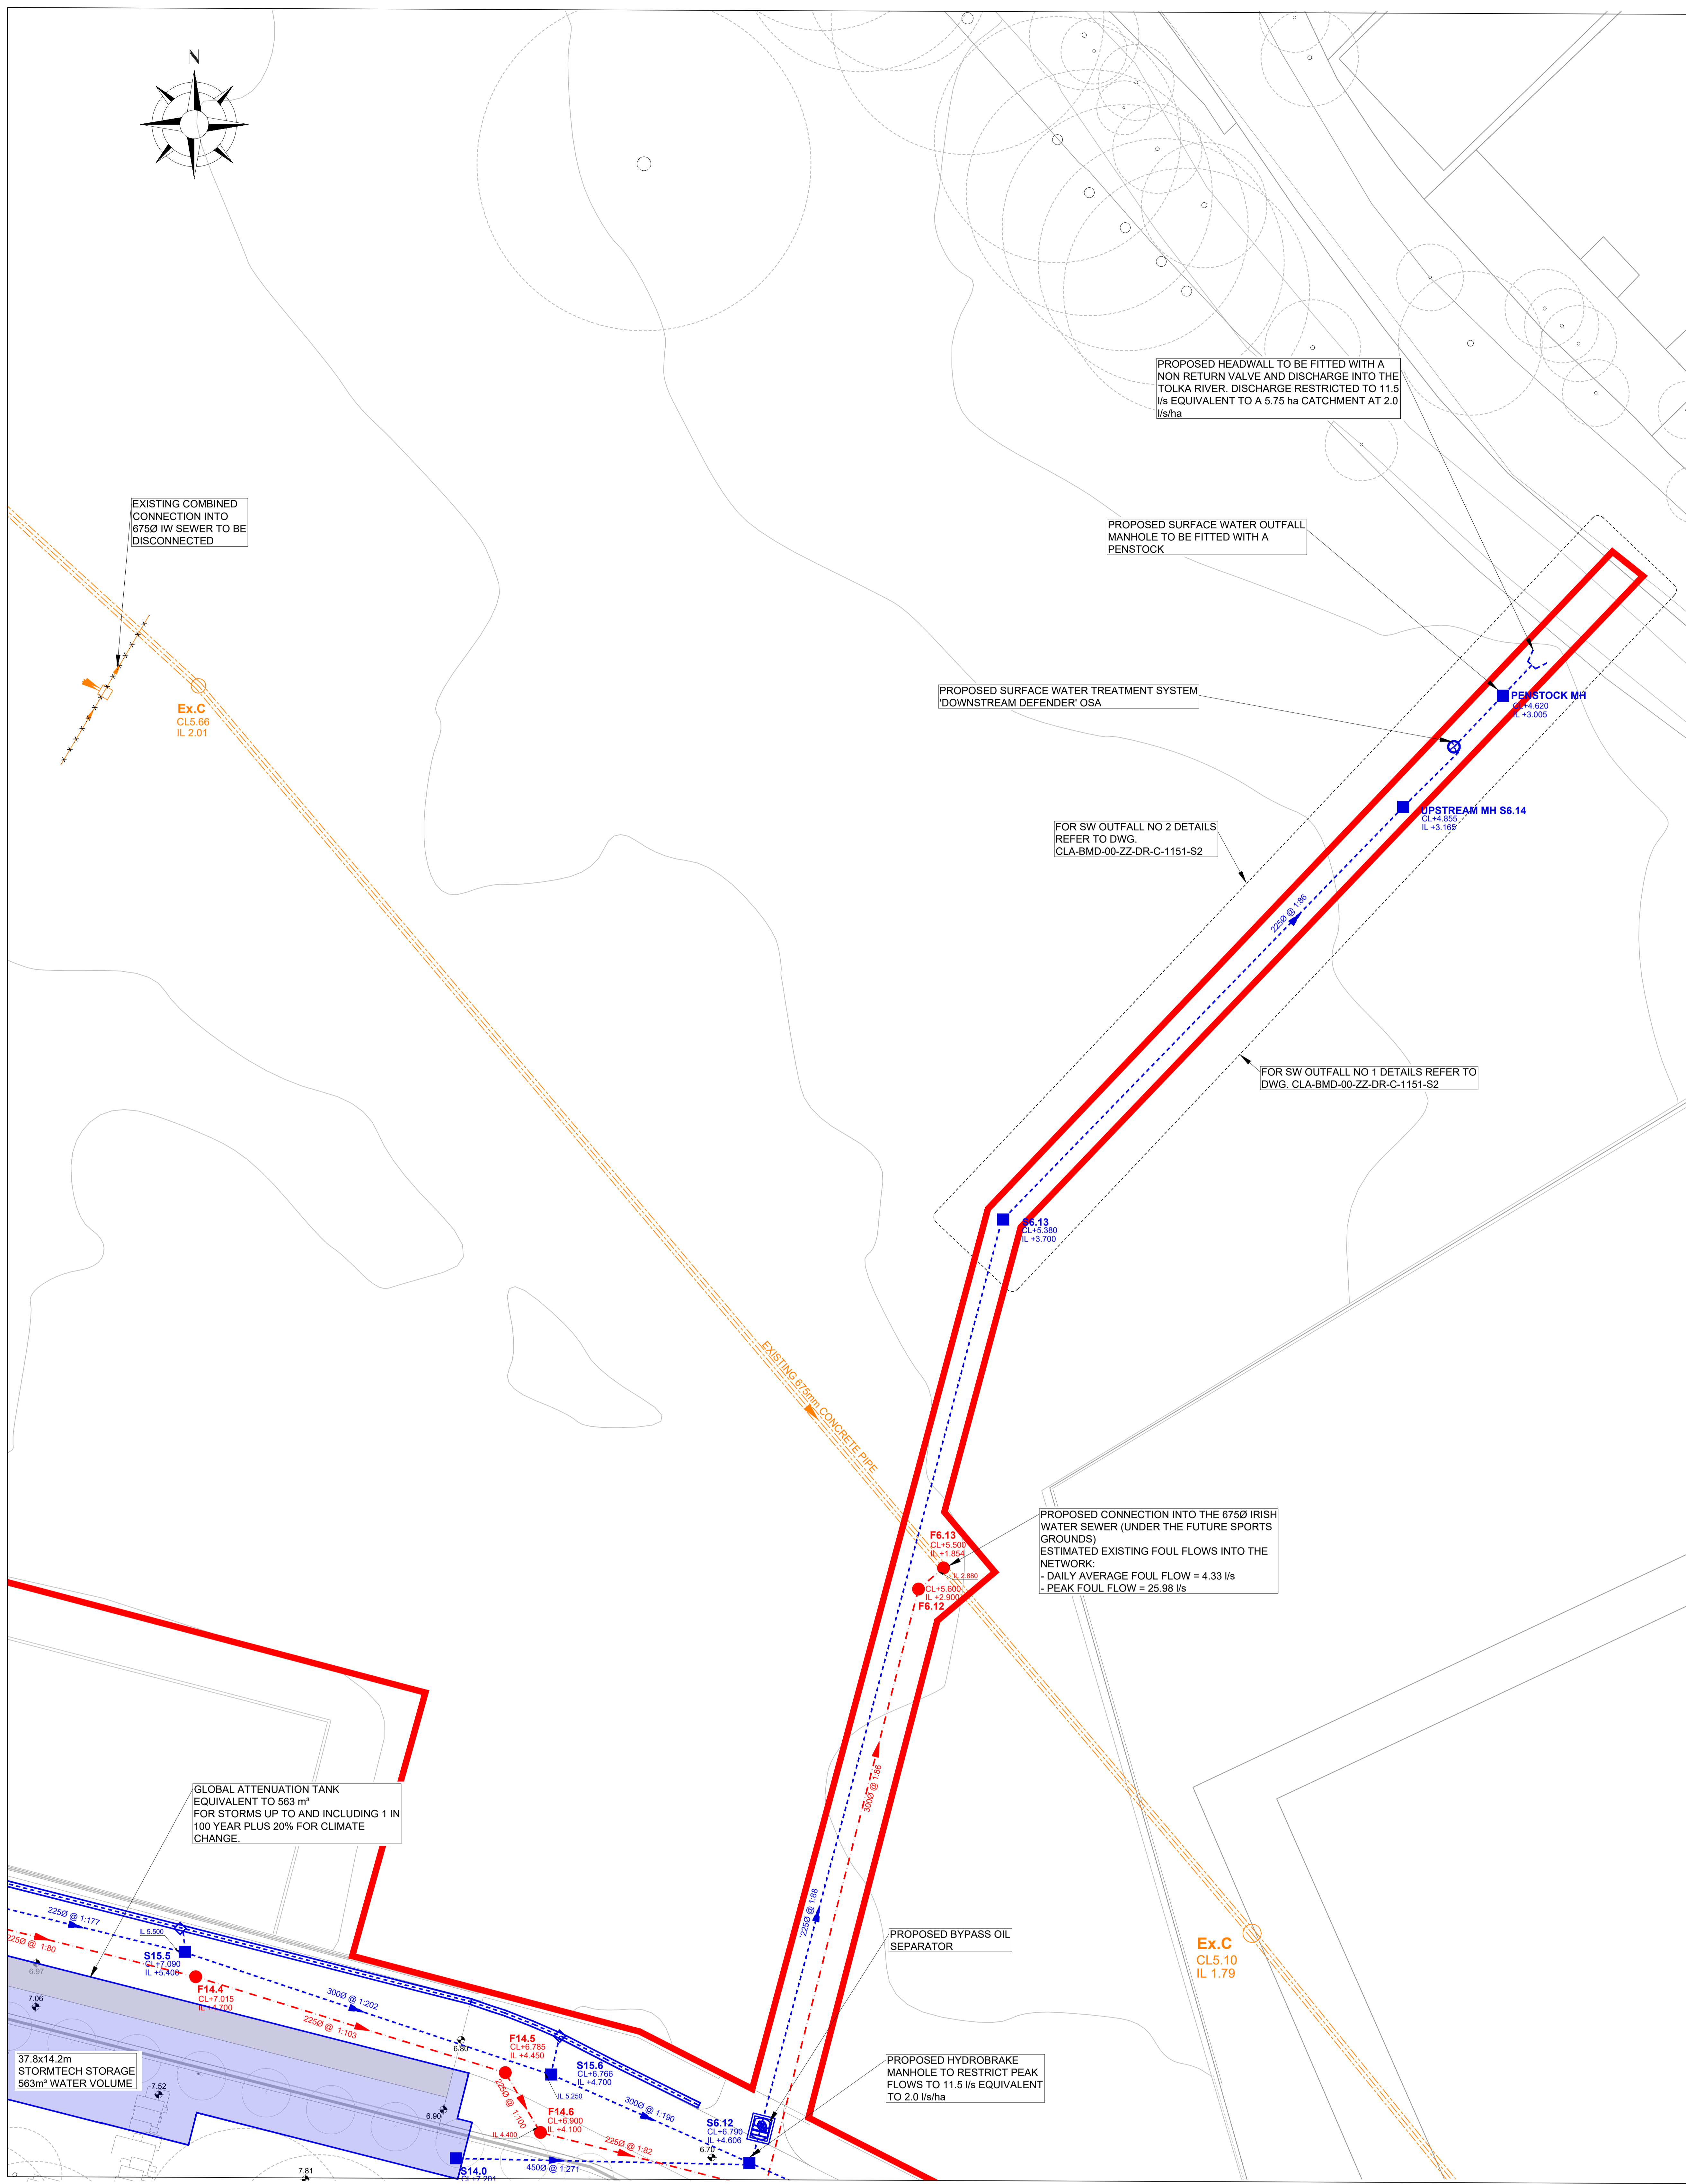 N
PROPOSED HEADWALL TO BE FITTED WITH A
NON RETURN VALVE AND DISCHARGE INTO THE
TOLKA RIVER. DISCHARGE RESTRICTED TO 11.5
l/s EQUIVALENT TO A 5.75 ha CATCHMENT AT 2.0
l/s/ha
EXISTING COMBINED
CONNECTION INTO
675Ø IW SEWER TO BE
DISCONNECTED
PROPOSED SURFACE WATER OUTFALL
MANHOLE TO BE FITTED WITH A
PENSTOCK
Ex.C
CL5.66
IL 2.01
PROPOSED SURFACE WATER TREATMENT SYSTEM
'DOWNSTREAM DEFENDER' OSA
PENSTOCK MH
CL+4.620
IL +3.005
UPSTREAM MH S6.14
CL+4.855
IL +3.165
FOR SW OUTFALL NO 2 DETAILS
REFER TO DWG.
CLA-BMD-00-ZZ-DR-C-1151-S2
225Ø @ 1:86
FOR SW OUTFALL NO 1 DETAILS REFER TO
DWG. CLA-BMD-00-ZZ-DR-C-1151-S2
S6.13
CL+5.380
IL +3.700
EXISTING 675mm CONCRETE PIPE
PROPOSED CONNECTION INTO THE 675Ø IRISH
WATER SEWER (UNDER THE FUTURE SPORTS
GROUNDS)
ESTIMATED EXISTING FOUL FLOWS INTO THE
NETWORK:
- DAILY AVERAGE FOUL FLOW = 4.33 l/s
- PEAK FOUL FLOW = 25.98 l/s
F6.13
CL+5.500
IL +1.854
IL 2.880
CL+5.600
IL +2.900
F6.12
300Ø @ 1:86
GLOBAL ATTENUATION TANK
EQUIVALENT TO 563 m³
FOR STORMS UP TO AND INCLUDING 1 IN
100 YEAR PLUS 20% FOR CLIMATE
CHANGE.
225Ø @ 1:88
225Ø @ 1:177
IL 5.500
225Ø @ 1:80
S15.5
CL+7.090
IL +5.400
PROPOSED BYPASS OIL
SEPARATOR
Ex.C
CL5.10
IL 1.79
6.97
F14.4
CL+7.015
IL +4.700
7.06
300Ø @ 1:202
225Ø @ 1:103
6.80
F14.5
CL+6.785
IL +4.450
37.8x14.2m
STORMTECH STORAGE
563m³ WATER VOLUME
7.52
S15.6
CL+6.766
IL +4.700
IL 5.250
PROPOSED HYDROBRAKE
MANHOLE TO RESTRICT PEAK
FLOWS TO 11.5 l/s EQUIVALENT
TO 2.0 l/s/ha
225Ø @ 1:100
300Ø @ 1:190
6.90
F14.6
CL+6.900
IL +4.100
IL 4.400
S6.12
CL+6.790
IL +4.606
225Ø @ 1:82
6.70
450Ø @ 1:271
7.81
S14.0
CL+7.201